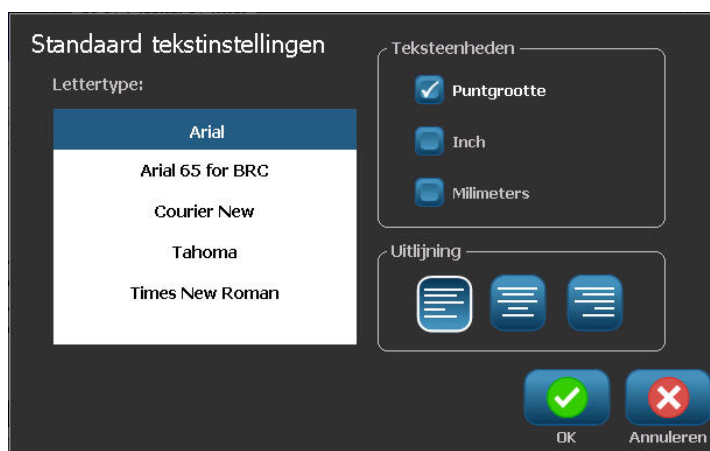 Standaard tekstinstellingen
Lettertype:
Arial
Arial 65 for BRC
Courier New
Tahoma
Times New Roman
Teksteenheden
Puntgrootte
Inch
Milimeters
Uitlijning
OK
Annuleren